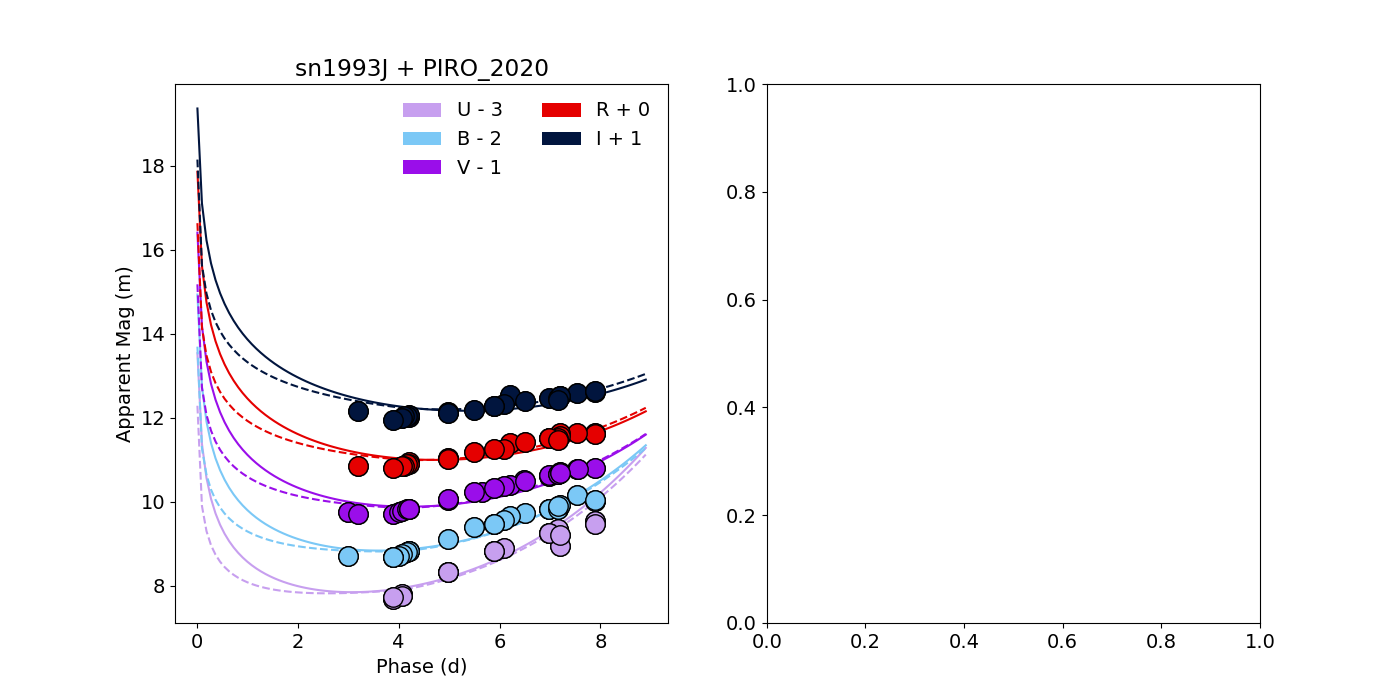 sn1993J + PIRO_2020
U - 3
B - 2
V - 1
R + 0
I + 1
Apparent Mag (m)
18
16
14
12
10
8
0 2 4 6 8
Phase (d)
1.0
0.8
0.6
0.4
0.2
0.0
0.0 0.2 0.4 0.6 0.8 1.0